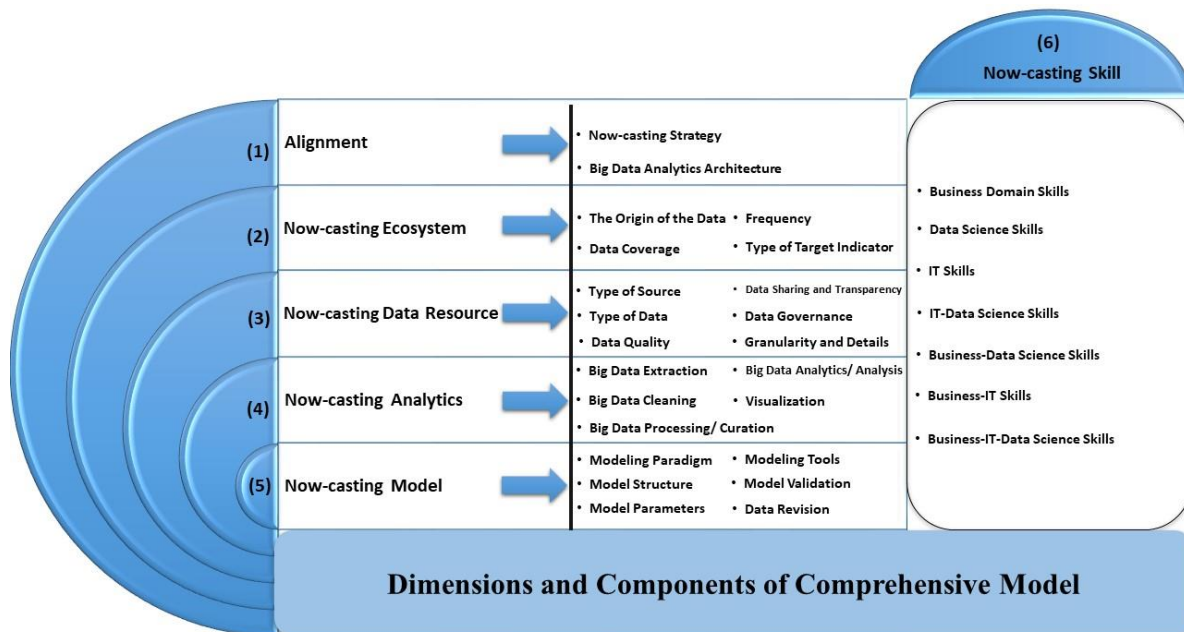 (6)
Now-casting Skill
(1)
Alignment
• Now-casting Strategy
• Big Data Analytics Architecture
(2)
Now-casting Ecosystem
• The Origin of the Data
• Frequency
• Data Coverage
• Type of Target Indicator
(3)
Now-casting Data Resource
• Type of Source
• Data Sharing and Transparency
• Type of Data
• Data Governance
• Data Quality
• Granularity and Details
(4)
Now-casting Analytics
• Big Data Extraction
• Big Data Analytics/ Analysis
• Big Data Cleaning
• Visualization
• Big Data Processing/ Curation
(5)
Now-casting Model
• Modeling Paradigm
• Modeling Tools
• Model Structure
• Model Validation
• Model Parameters
• Data Revision
• Business Domain Skills
• Data Science Skills
• IT Skills
• IT-Data Science Skills
• Business-Data Science Skills
• Business-IT Skills
• Business-IT-Data Science Skills
Dimensions and Components of Comprehensive Model